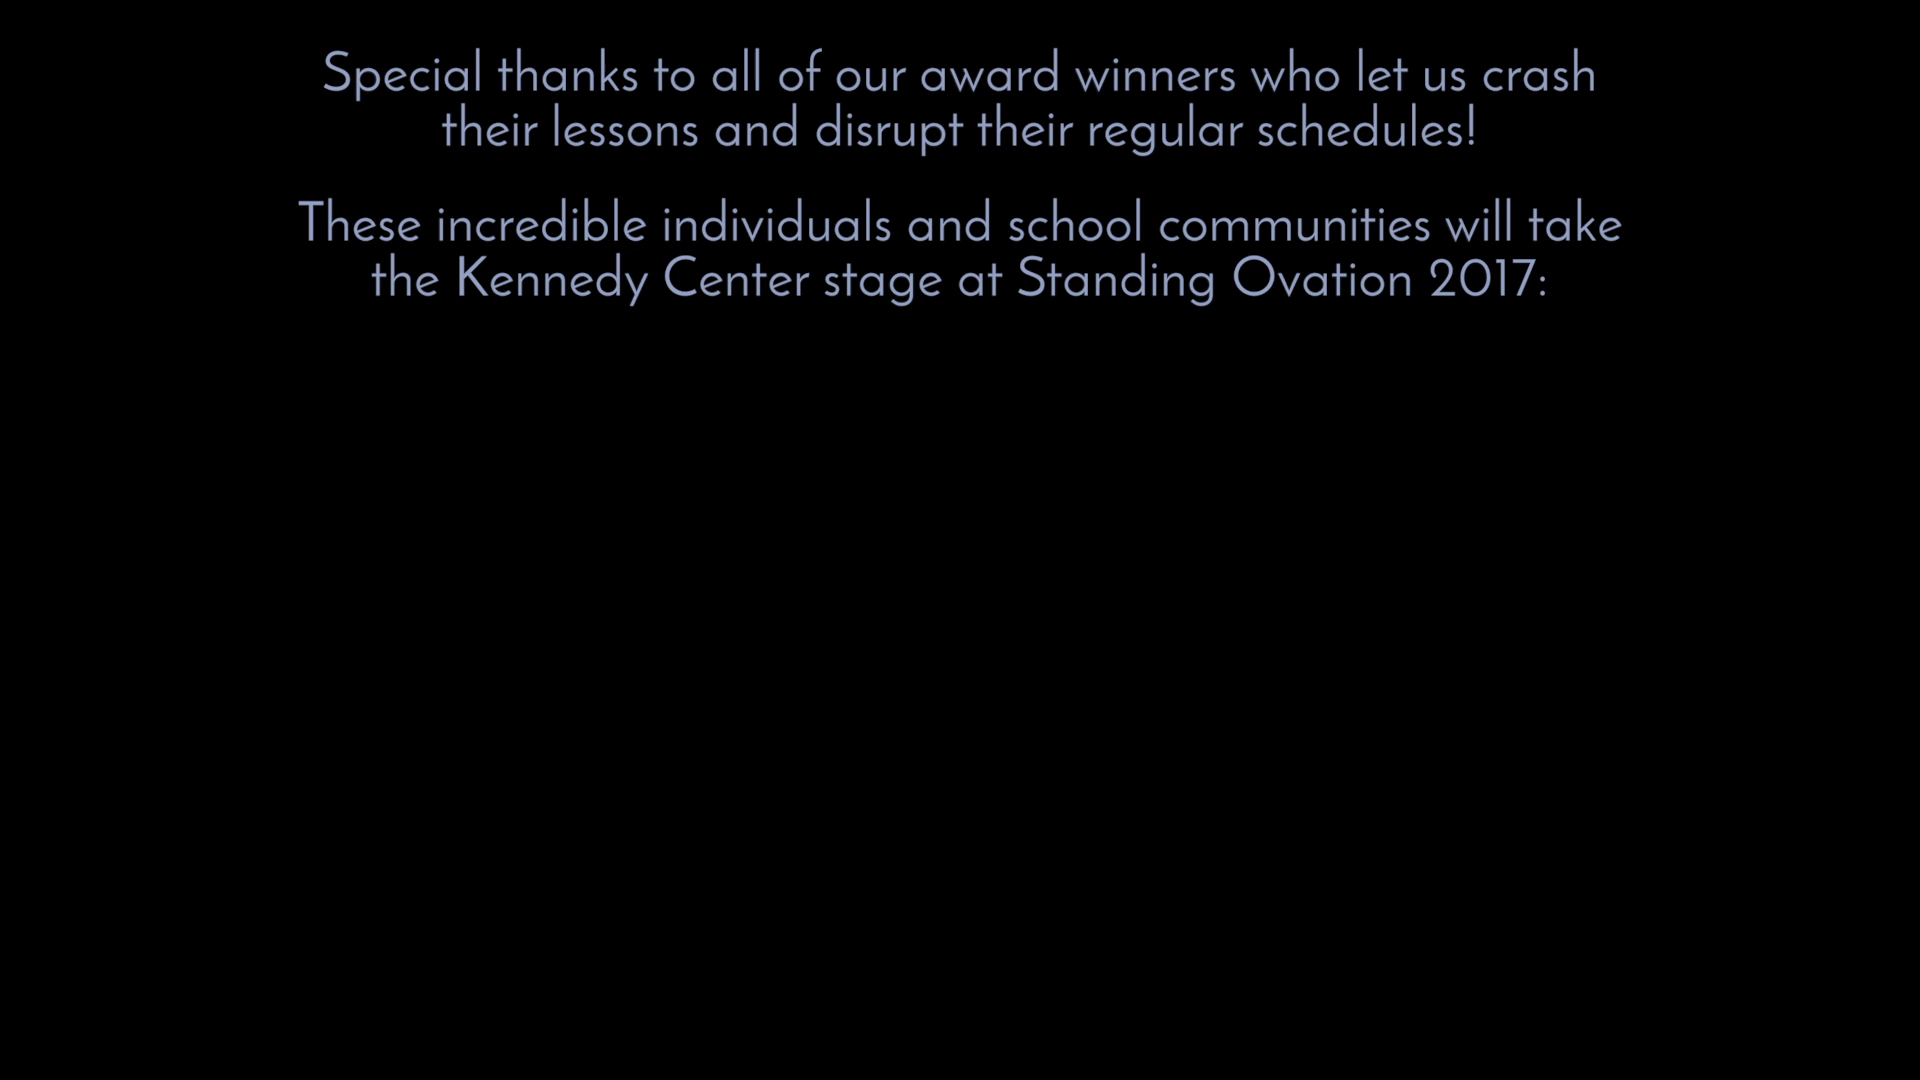 Special thanks to all of our award winners who let us crash
their lessons and disrupt their regular schedules!
These incredible individuals and school communities will take
the Kennedy Center stage at Standing Ovation 2017: